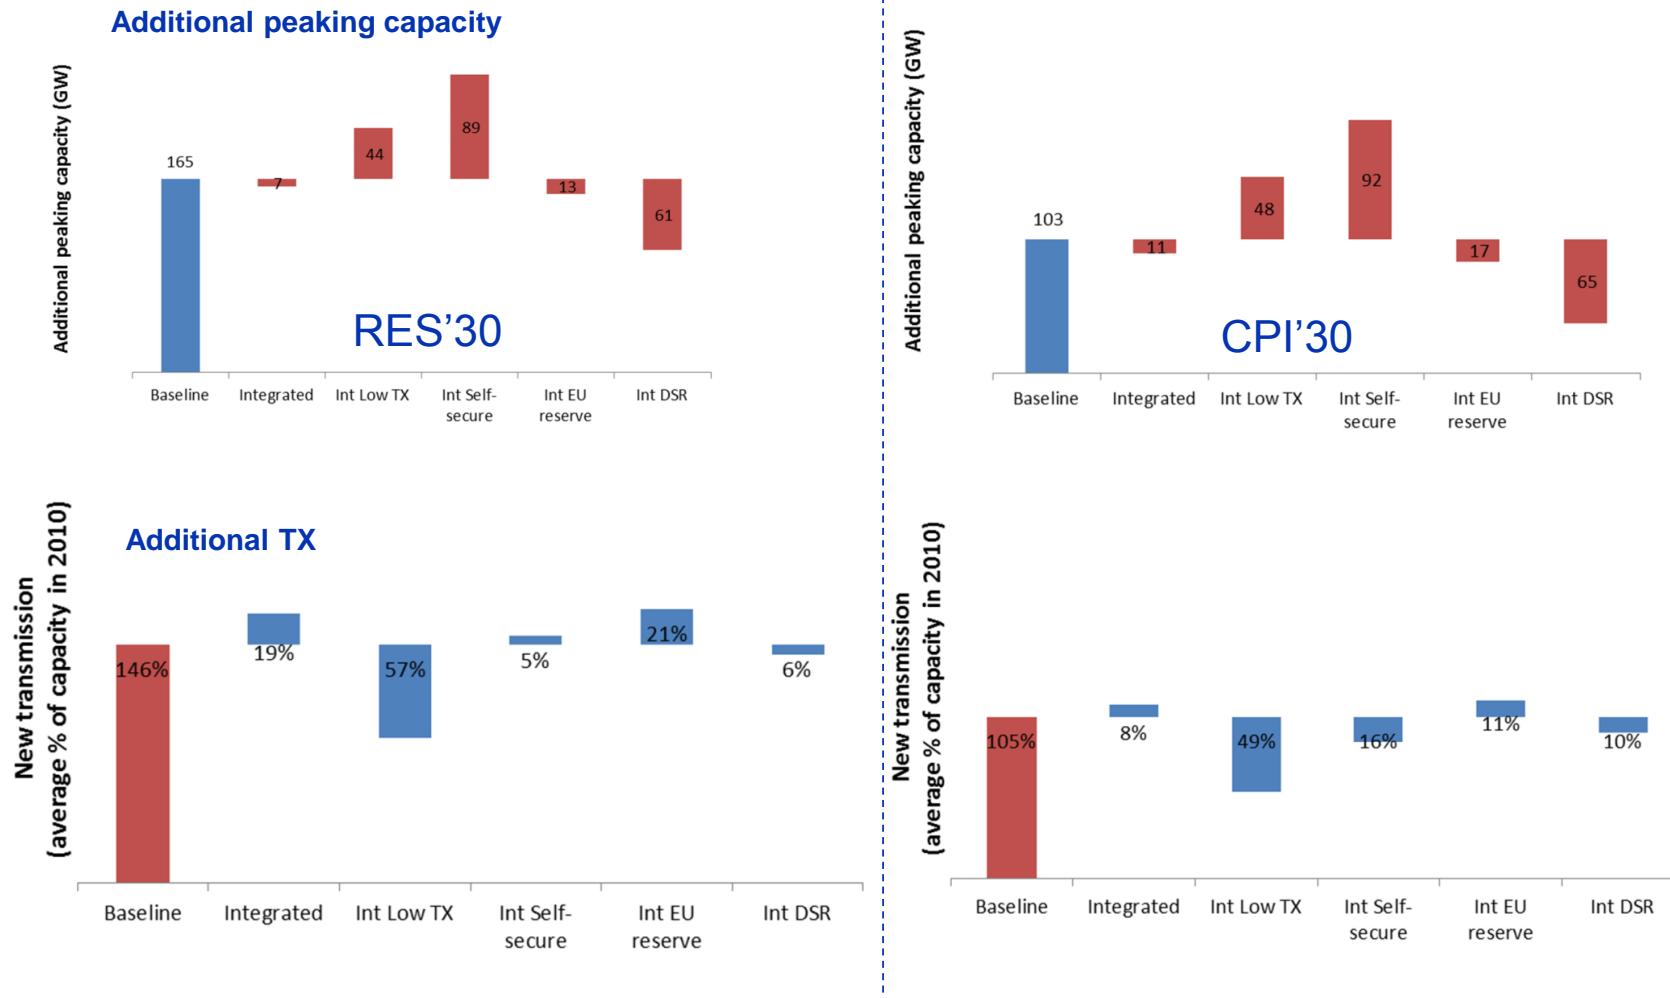 Additional peaking capacity
Additional peaking capacity (GW)
165
7
44
89
13
61
RES’30
Baseline
Integrated
Int Low TX
Int Self-
secure
Int EU
reserve
Int DSR
Additional peaking capacity (GW)
103
11
48
92
17
65
CPI’30
Baseline
Integrated
Int Low TX
Int Self-
secure
Int EU
reserve
Int DSR
Additional TX
New transmission
(average % of capacity in 2010)
146%
19%
57%
5%
21%
6%
Baseline
Integrated
Int Low TX
Int Self-
secure
Int EU
reserve
Int DSR
New transmission
(average % of capacity in 2010)
105%
8%
49%
16%
11%
10%
Baseline
Integrated
Int Low TX
Int Self-
secure
Int EU
reserve
Int DSR